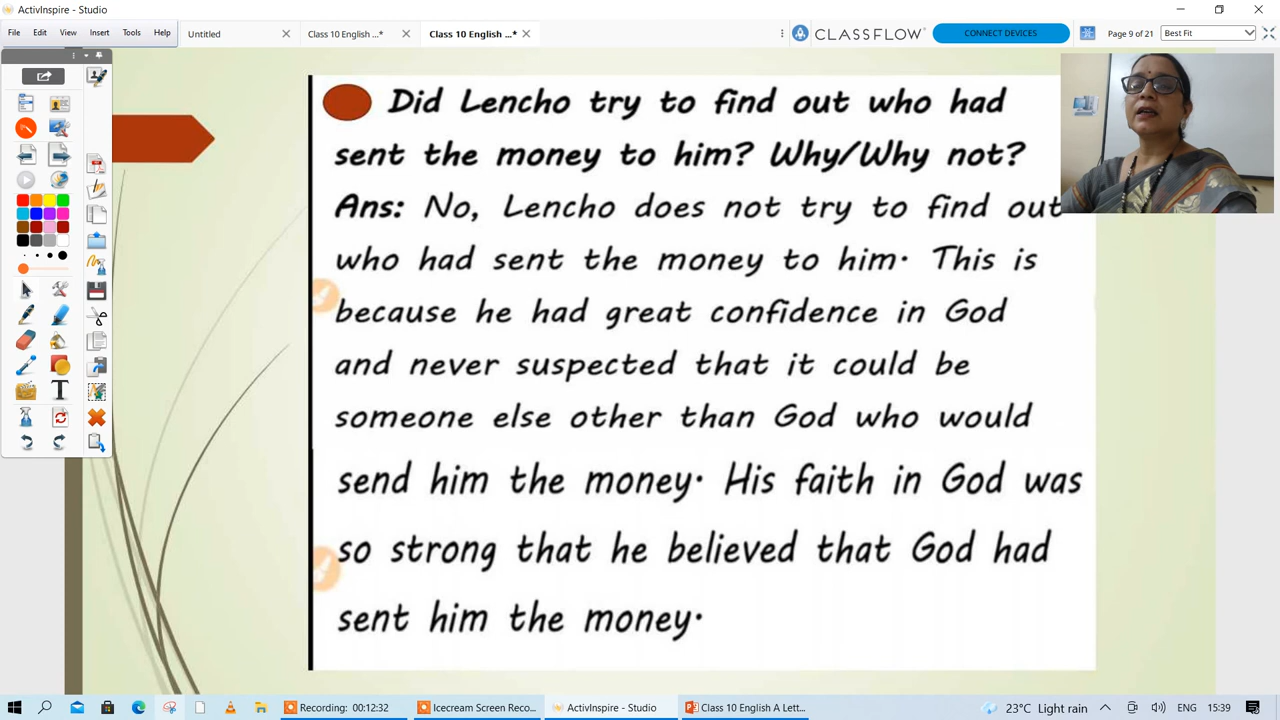 ActivInspire - Studio
File Edit View Insert Tools Help
Untitled
Class 10 English ...*
Class 10 English ...*
CLASSFLOW
CONNECT DEVICES
Page 9 of 21
Best Fit
Did Lencho try to find out who had
sent the money to him? Why/Why not?
Ans: No, Lencho does not try to find out
who had sent the money to him. This is
because he had great confidence in God
and never suspected that it could be
someone else other than God who would
send him the money. His faith in God was
so strong that he believed that God had
sent him the money.
Recording: 00:12:32
Icecream Screen Reco...
ActivInspire - Studio
Class 10 English A Lett...
23°C Light rain
ENG
15:39